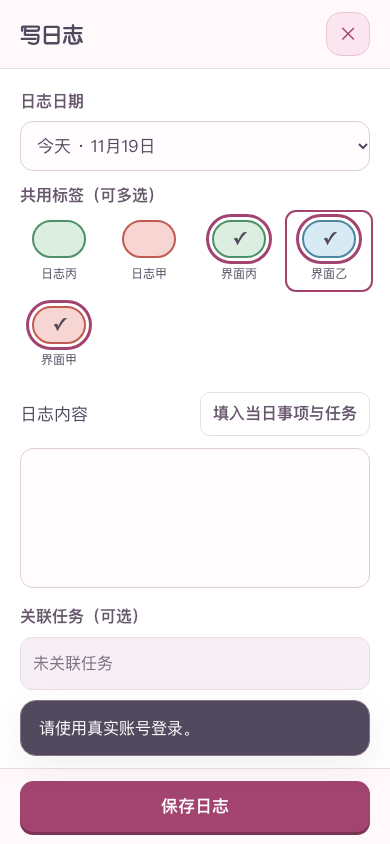 写日志
日志日期
今天 · 11月19日
共用标签（可多选）
日志丙 日志甲 界面丙 界面乙
界面甲
日志内容 填入当日事项与任务
关联任务（可选）
未关联任务
请使用真实账号登录。
保存日志